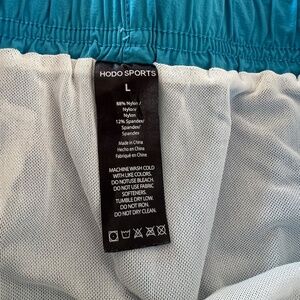 HODO SPORTS
L
88% Nylon /
Nylon/
Nylon
12% Spandex/
Spandex/
Spandex
Made in China
Hecho en China
Fabriqué en China
MACHINE WASH COLD
WITH LIKE COLORS.
DO NOT USE BLEACH.
DO NOT USE FABRIC
SOFTENERS.
TUMBLE DRY LOW.
DO NOT IRON.
DO NOT DRY CLEAN.